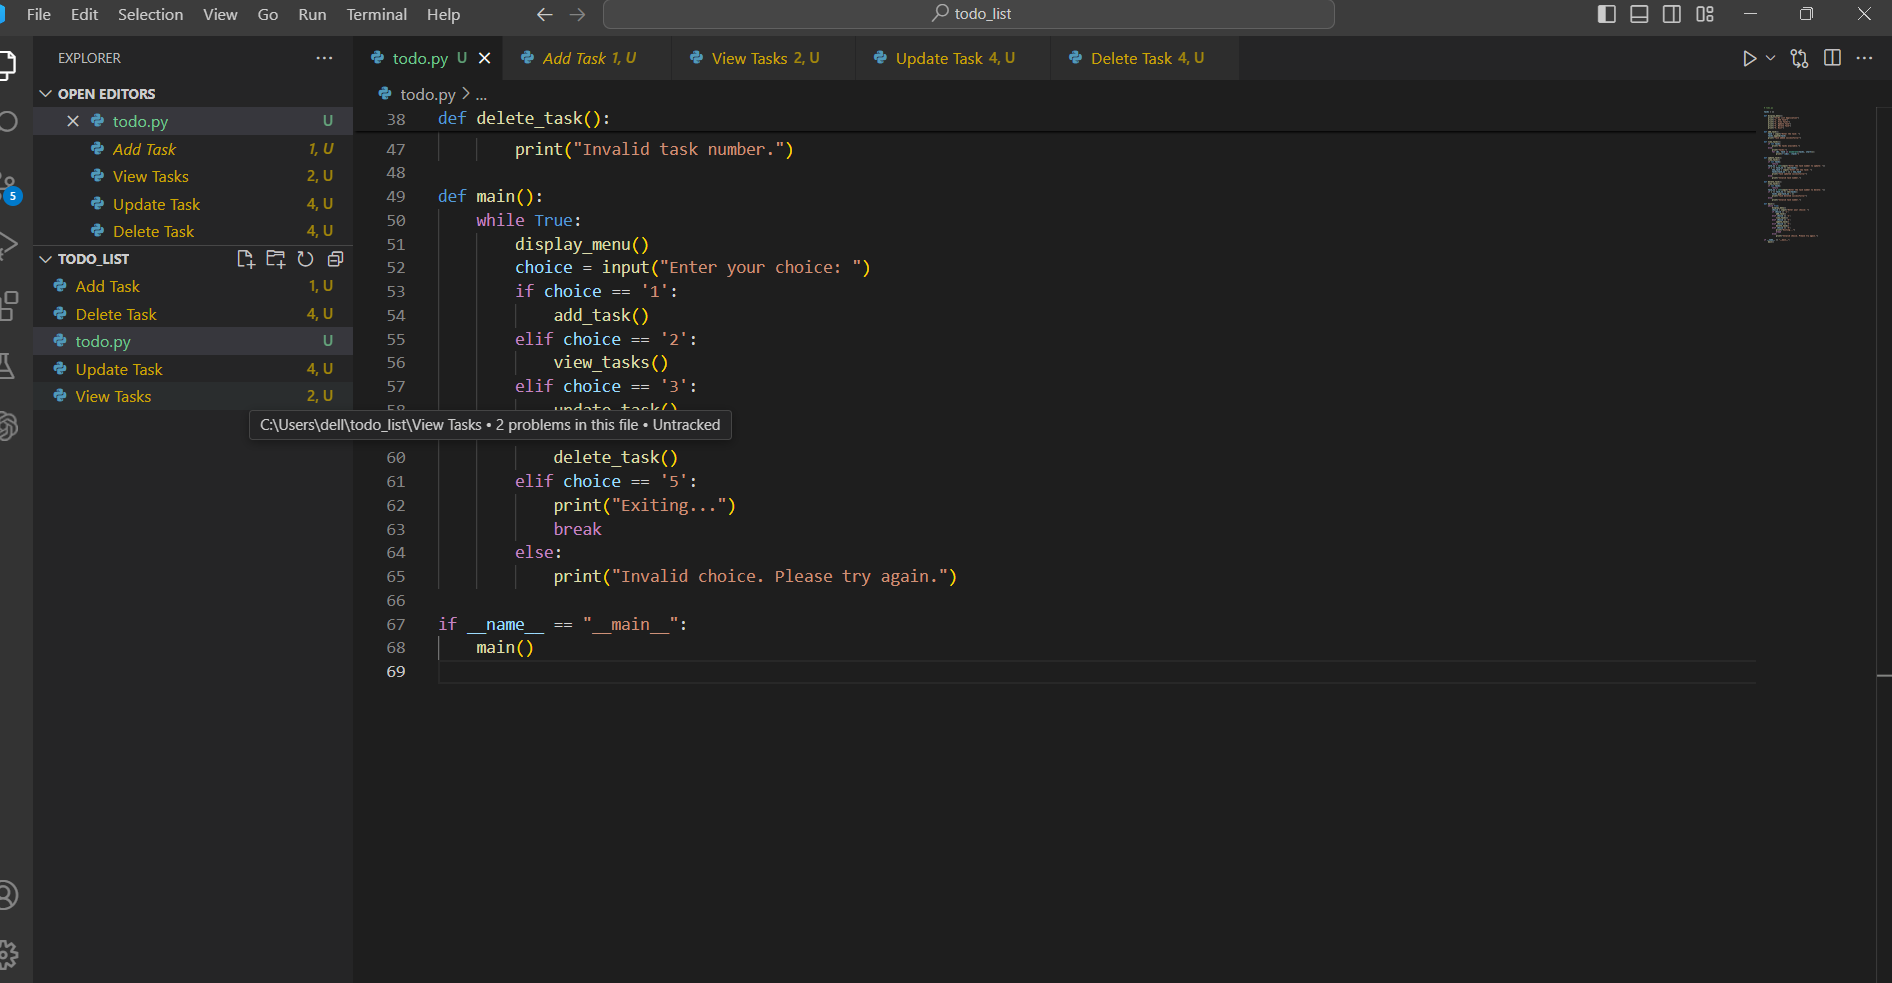 File Edit Selection View Go Run Terminal Help
todo_list
EXPLORER
OPEN EDITORS
todo.py U
Add Task 1, U
View Tasks 2, U
Update Task 4, U
Delete Task 4, U
TODO_LIST
Add Task 1, U
Delete Task 4, U
todo.py U
Update Task 4, U
View Tasks 2, U
5
C:\Users\dell\todo_list\View Tasks • 2 problems in this file • Untracked
todo.py U Add Task 1, U View Tasks 2, U Update Task 4, U Delete Task 4, U
todo.py > ...
38 def delete_task():
47 print("Invalid task number.")
48
49 def main():
50 while True:
51 display_menu()
52 choice = input("Enter your choice: ")
53 if choice == '1':
54 add_task()
55 elif choice == '2':
56 view_tasks()
57 elif choice == '3':
58 update_task()
60 delete_task()
61 elif choice == '5':
62 print("Exiting...")
63 break
64 else:
65 print("Invalid choice. Please try again.")
66
67 if __name__ == "__main__":
68 main()
69